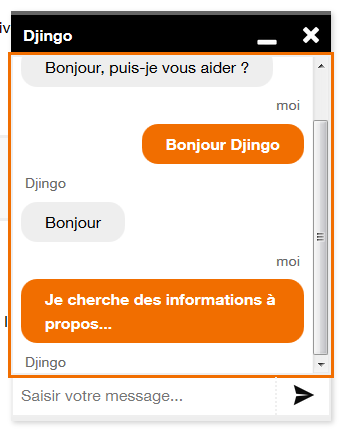 Djingo
Bonjour, puis-je vous aider ?
moi
Bonjour Djingo
Djingo
Bonjour
moi
Je cherche des informations à
propos...
Djingo
Saisir votre message...